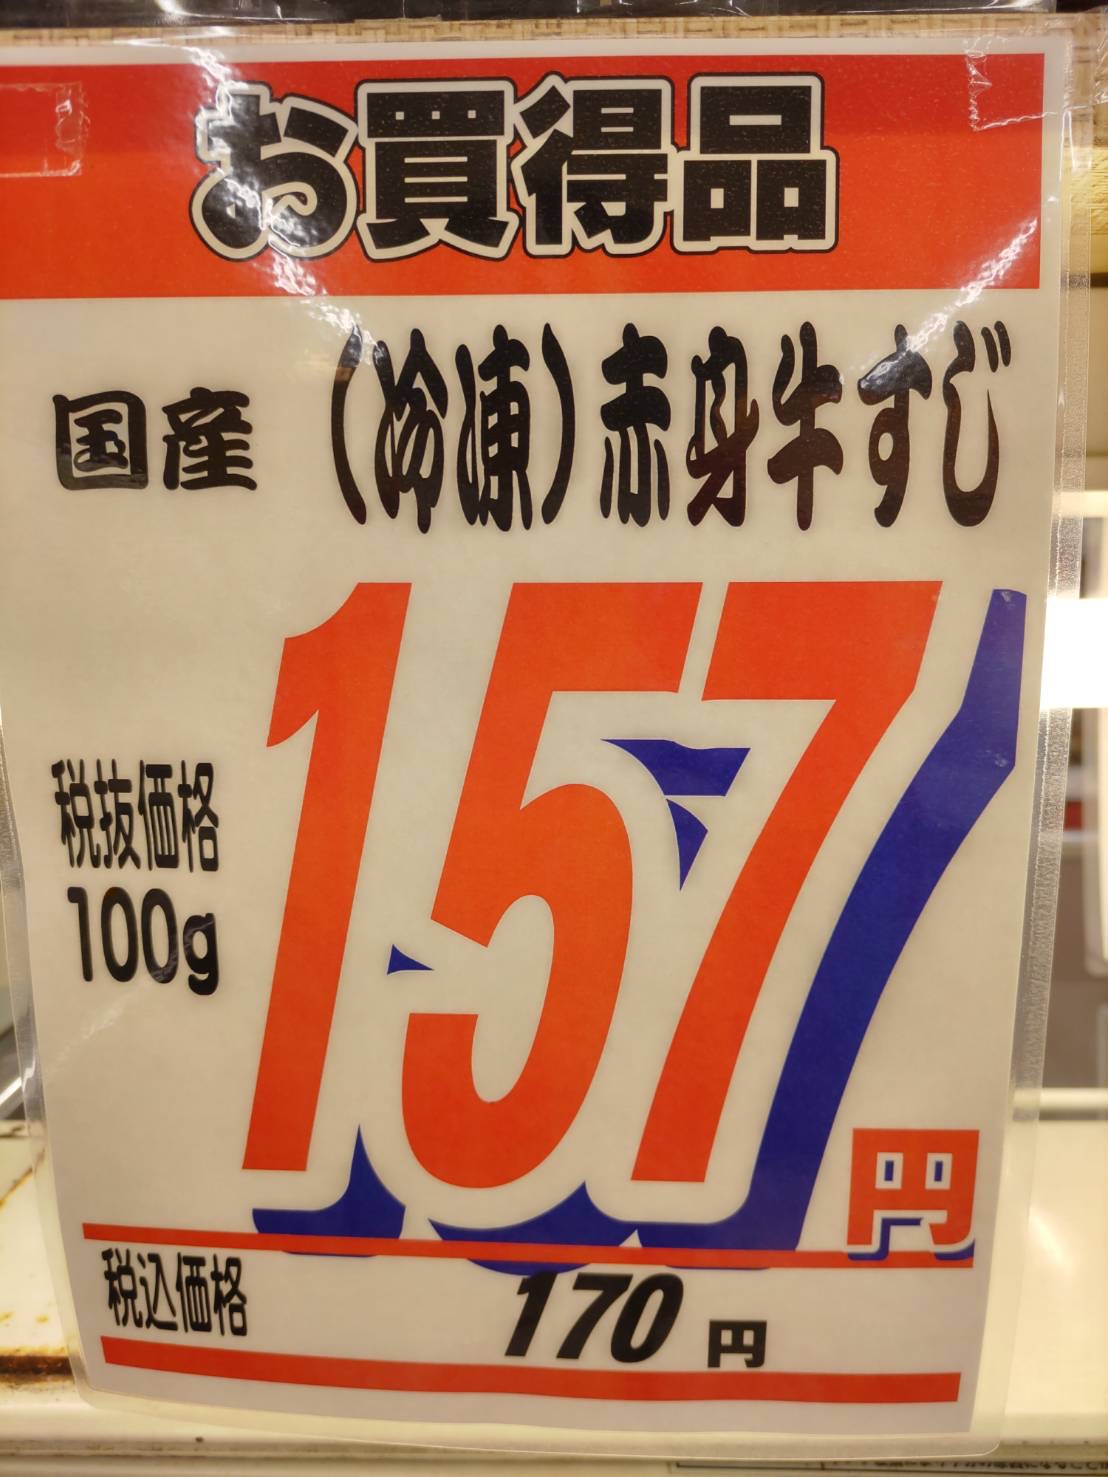 お買得品
国産 (冷凍)赤身牛すじ
税抜価格
100g
157円
税込価格 170円